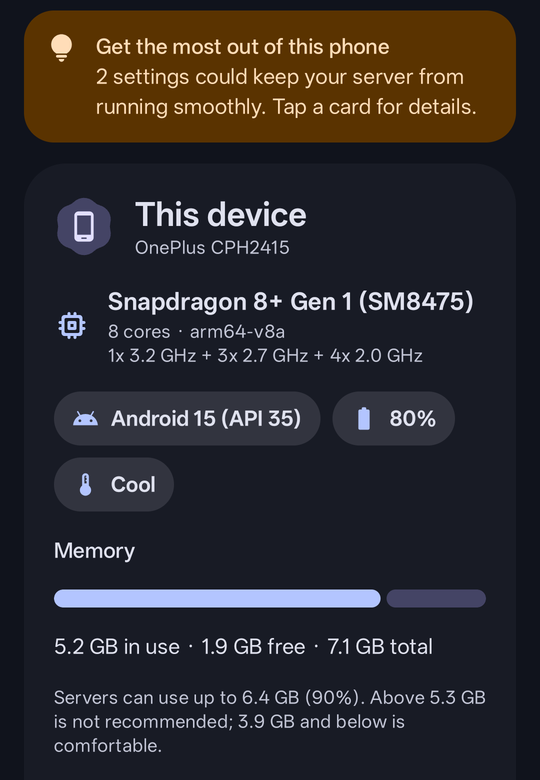 Get the most out of this phone
2 settings could keep your server from
running smoothly. Tap a card for details.
This device
OnePlus CPH2415
Snapdragon 8+ Gen 1 (SM8475)
8 cores · arm64-v8a
1x 3.2 GHz + 3x 2.7 GHz + 4x 2.0 GHz
Android 15 (API 35)
80%
Cool
Memory
5.2 GB in use · 1.9 GB free · 7.1 GB total
Servers can use up to 6.4 GB (90%). Above 5.3 GB
is not recommended; 3.9 GB and below is
comfortable.